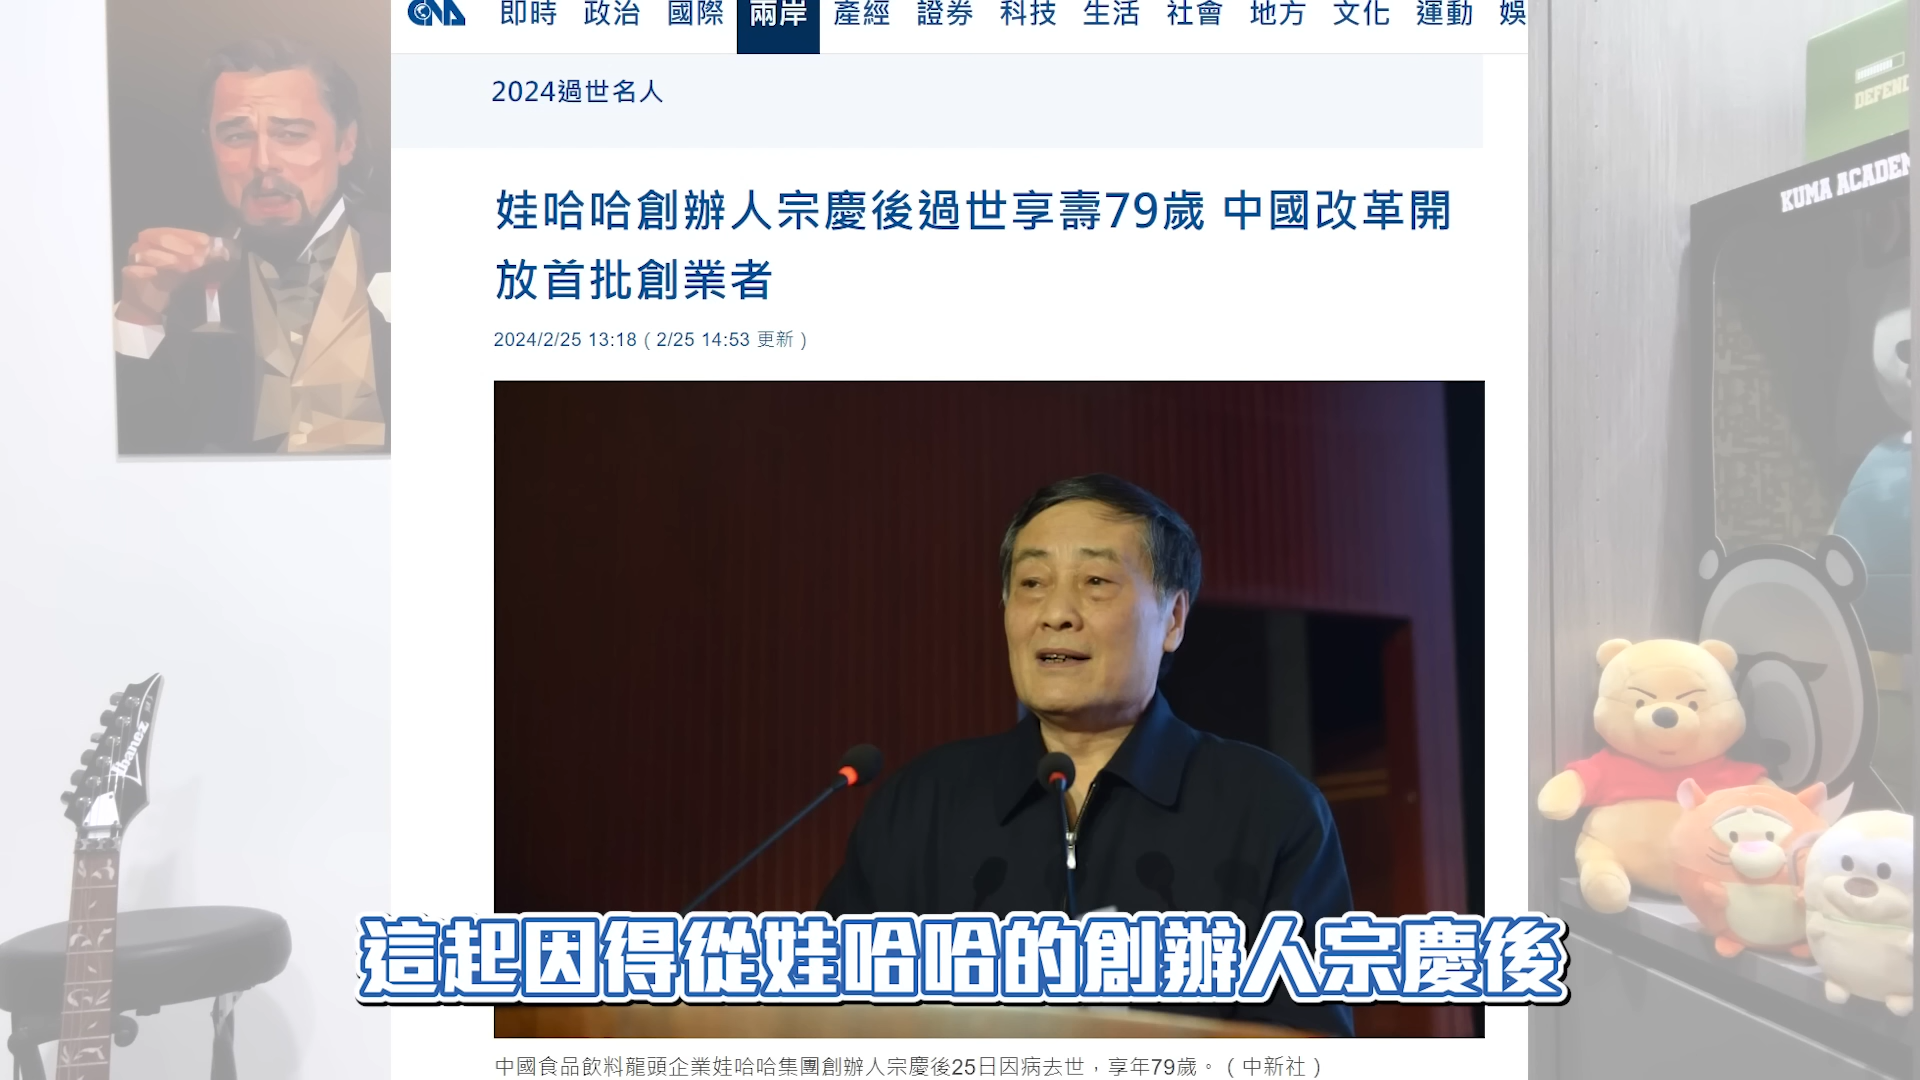 CNA 即時 政治 國際 兩岸 產經 證券 科技 生活 社會 地方 文化 運動 娛
2024過世名人
娃哈哈創辦人宗慶後過世享壽79歲 中國改革開
放首批創業者
2024/2/25 13:18 ( 2/25 14:53 更新 )
DEFEN
KUMA ACADEM
Ibanez
這起因得從娃哈哈的創辦人宗慶後
中國食品飲料龍頭企業娃哈哈集團創辦人宗慶後25日因病去世，享年79歲。( 中新社 )